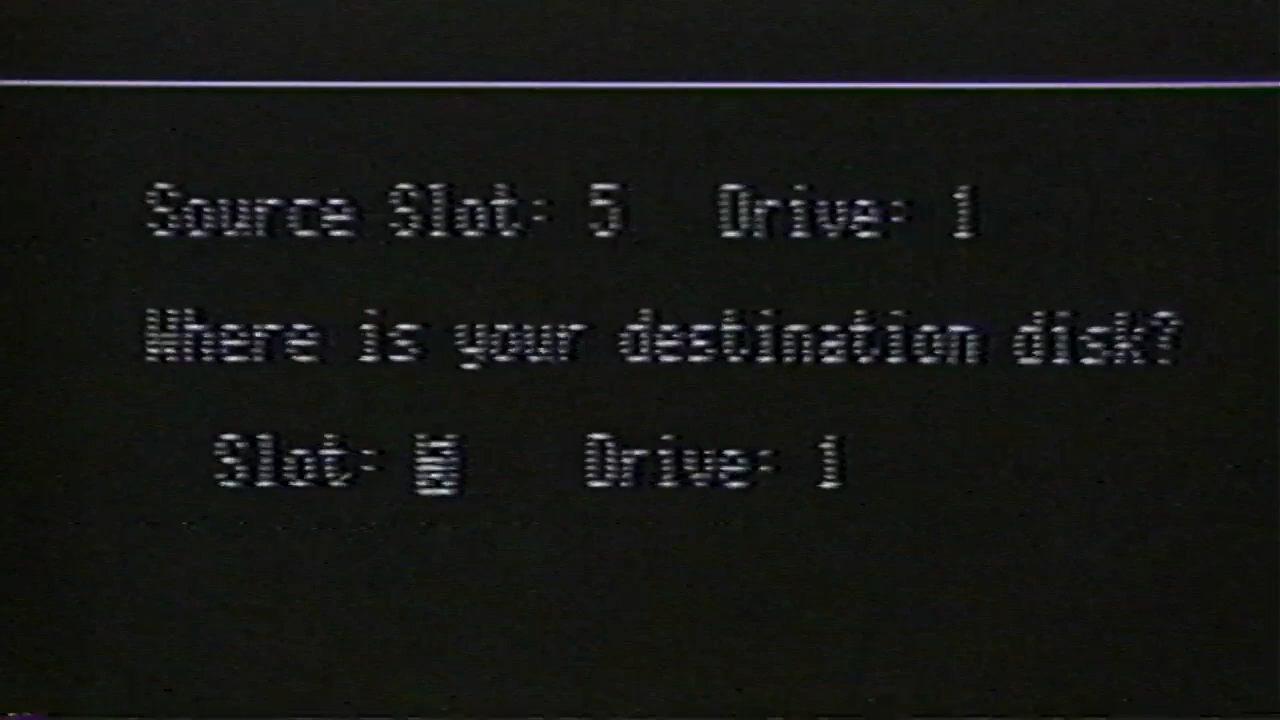 Source Slot: 5 Drive: 1
Where is your destination disk?
Slot: Drive: 1